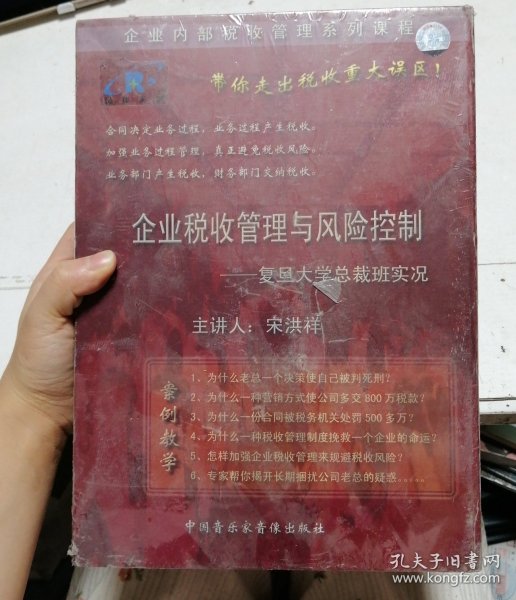 企业内部税收管理系列课程
带你走出税收重大误区!
合同决定业务过程，业务过程产生税收。
加强业务过程管理，真正避免税收风险。
业务部门产生税收，财务部门交纳税收。
企业税收管理与风险控制
——复旦大学总裁班实况
主讲人：宋洪祥
案例教学
1、为什么老总一个决策使自己被判死刑？
2、为什么一种营销方式使公司多交800万税款？
3、为什么一份合同被税务机关处罚500多万？
4、为什么一种税收管理制度挽救一个企业的命运？
5、怎样加强企业税收管理来规避税收风险？
6、专家帮你揭开长期捆扰公司老总的疑惑.....
中国音乐家音像出版社
孔夫子旧书网
www.kongfz.com